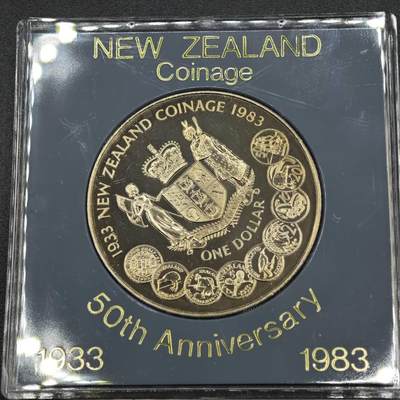 NEW ZEALAND
Coinage
1933 NEW ZEALAND COINAGE 1983
ONE DOLLAR
50th Anniversary
1933
1983